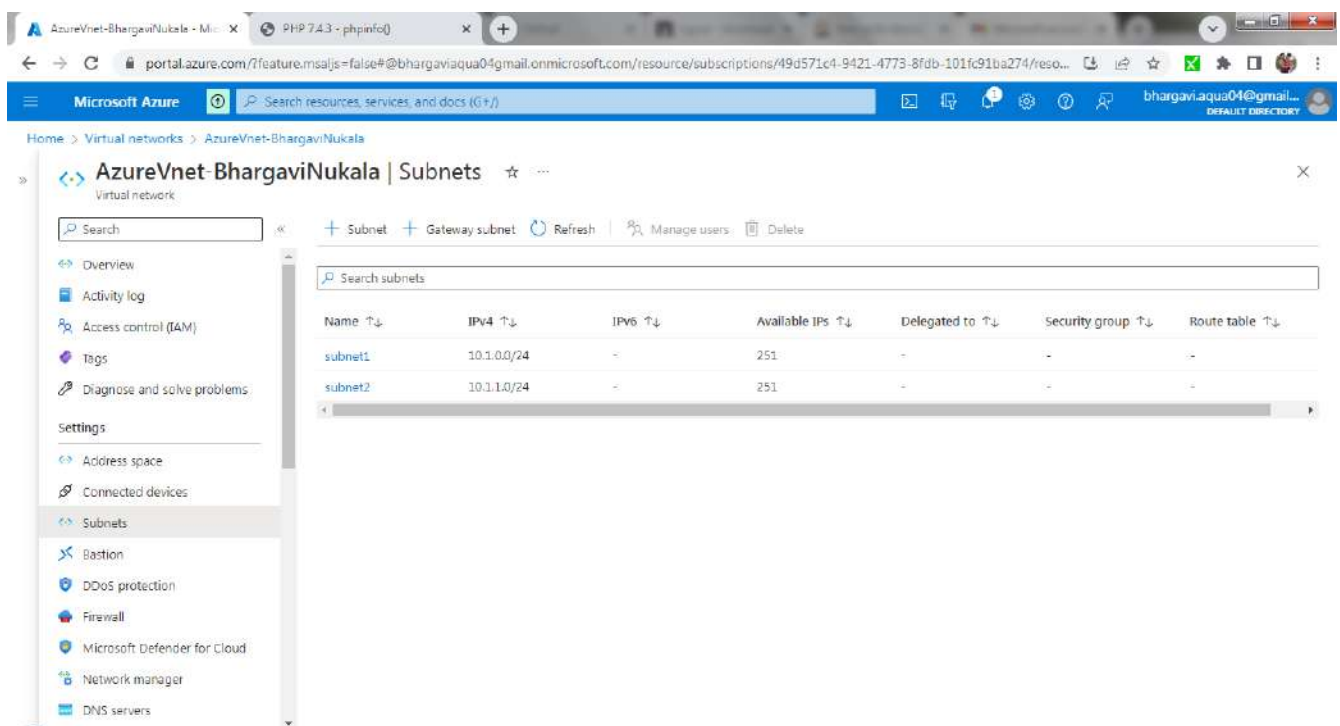 AzureVnet-BhargaviNukala - Mic
PHP 7.4.3 - phpinfo()
portal.azure.com/?feature.msaljs=false#@bhargaviaqua04gmail.onmicrosoft.com/resource/subscriptions/49d571c4-9421-4773-8fdb-101fc91ba274/reso...
Microsoft Azure
Search resources, services, and docs (G+/)
1
bhargavi.aqua04@gmail...
DEFAULT DIRECTORY
Home > Virtual networks > AzureVnet-BhargaviNukala
AzureVnet-BhargaviNukala | Subnets
Virtual network
Search
+ Subnet + Gateway subnet Refresh Manage users Delete
Overview
Search subnets
Activity log
Access control (IAM)
Name IPv4 IPv6 Available IPs Delegated to Security group Route table
Tags
subnet1 10.1.0.0/24 - 251 - - -
Diagnose and solve problems
subnet2 10.1.1.0/24 - 251 - - -
Settings
Address space
Connected devices
Subnets
Bastion
DDoS protection
Firewall
Microsoft Defender for Cloud
Network manager
DNS servers